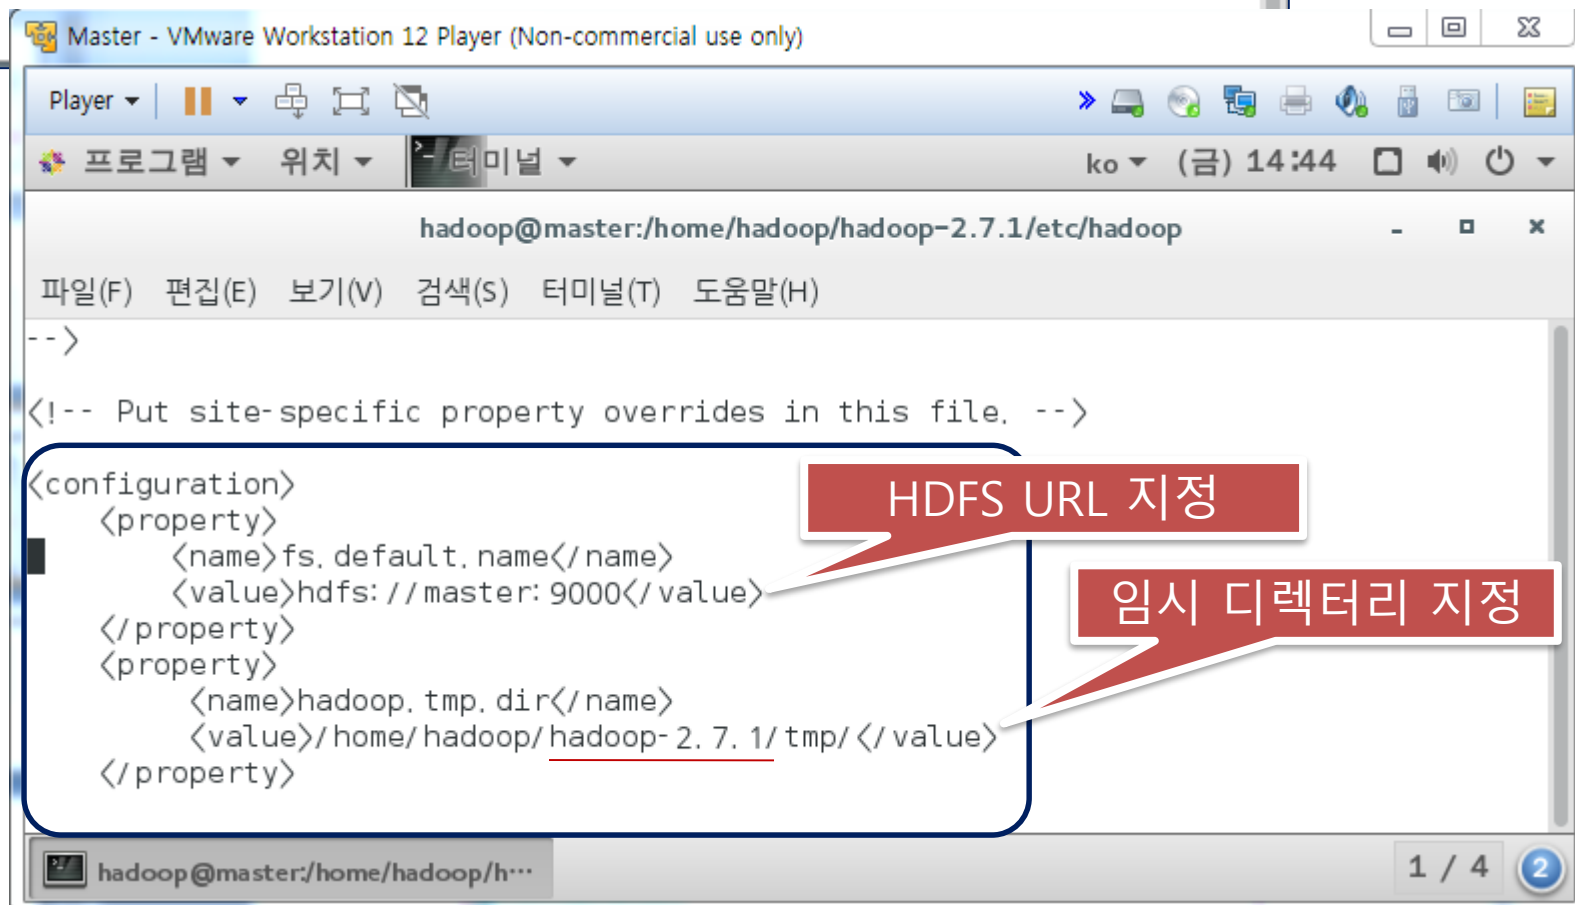 Master - VMware Workstation 12 Player (Non-commercial use only)
Player
프로그램 위치 터미널 ko (금) 14:44
hadoop@master:/home/hadoop/hadoop-2.7.1/etc/hadoop
파일(F) 편집(E) 보기(V) 검색(S) 터미널(T) 도움말(H)
-->
<!-- Put site-specific property overrides in this file. -->
<configuration>
<property>
<name>fs.default.name</name>
<value>hdfs://master:9000</value>
</property>
<property>
<name>hadoop.tmp.dir</name>
<value>/home/hadoop/hadoop-2.7.1/tmp/</value>
</property>
HDFS URL 지정
임시 디렉터리 지정
hadoop@master:/home/hadoop/h…
1 / 4
2